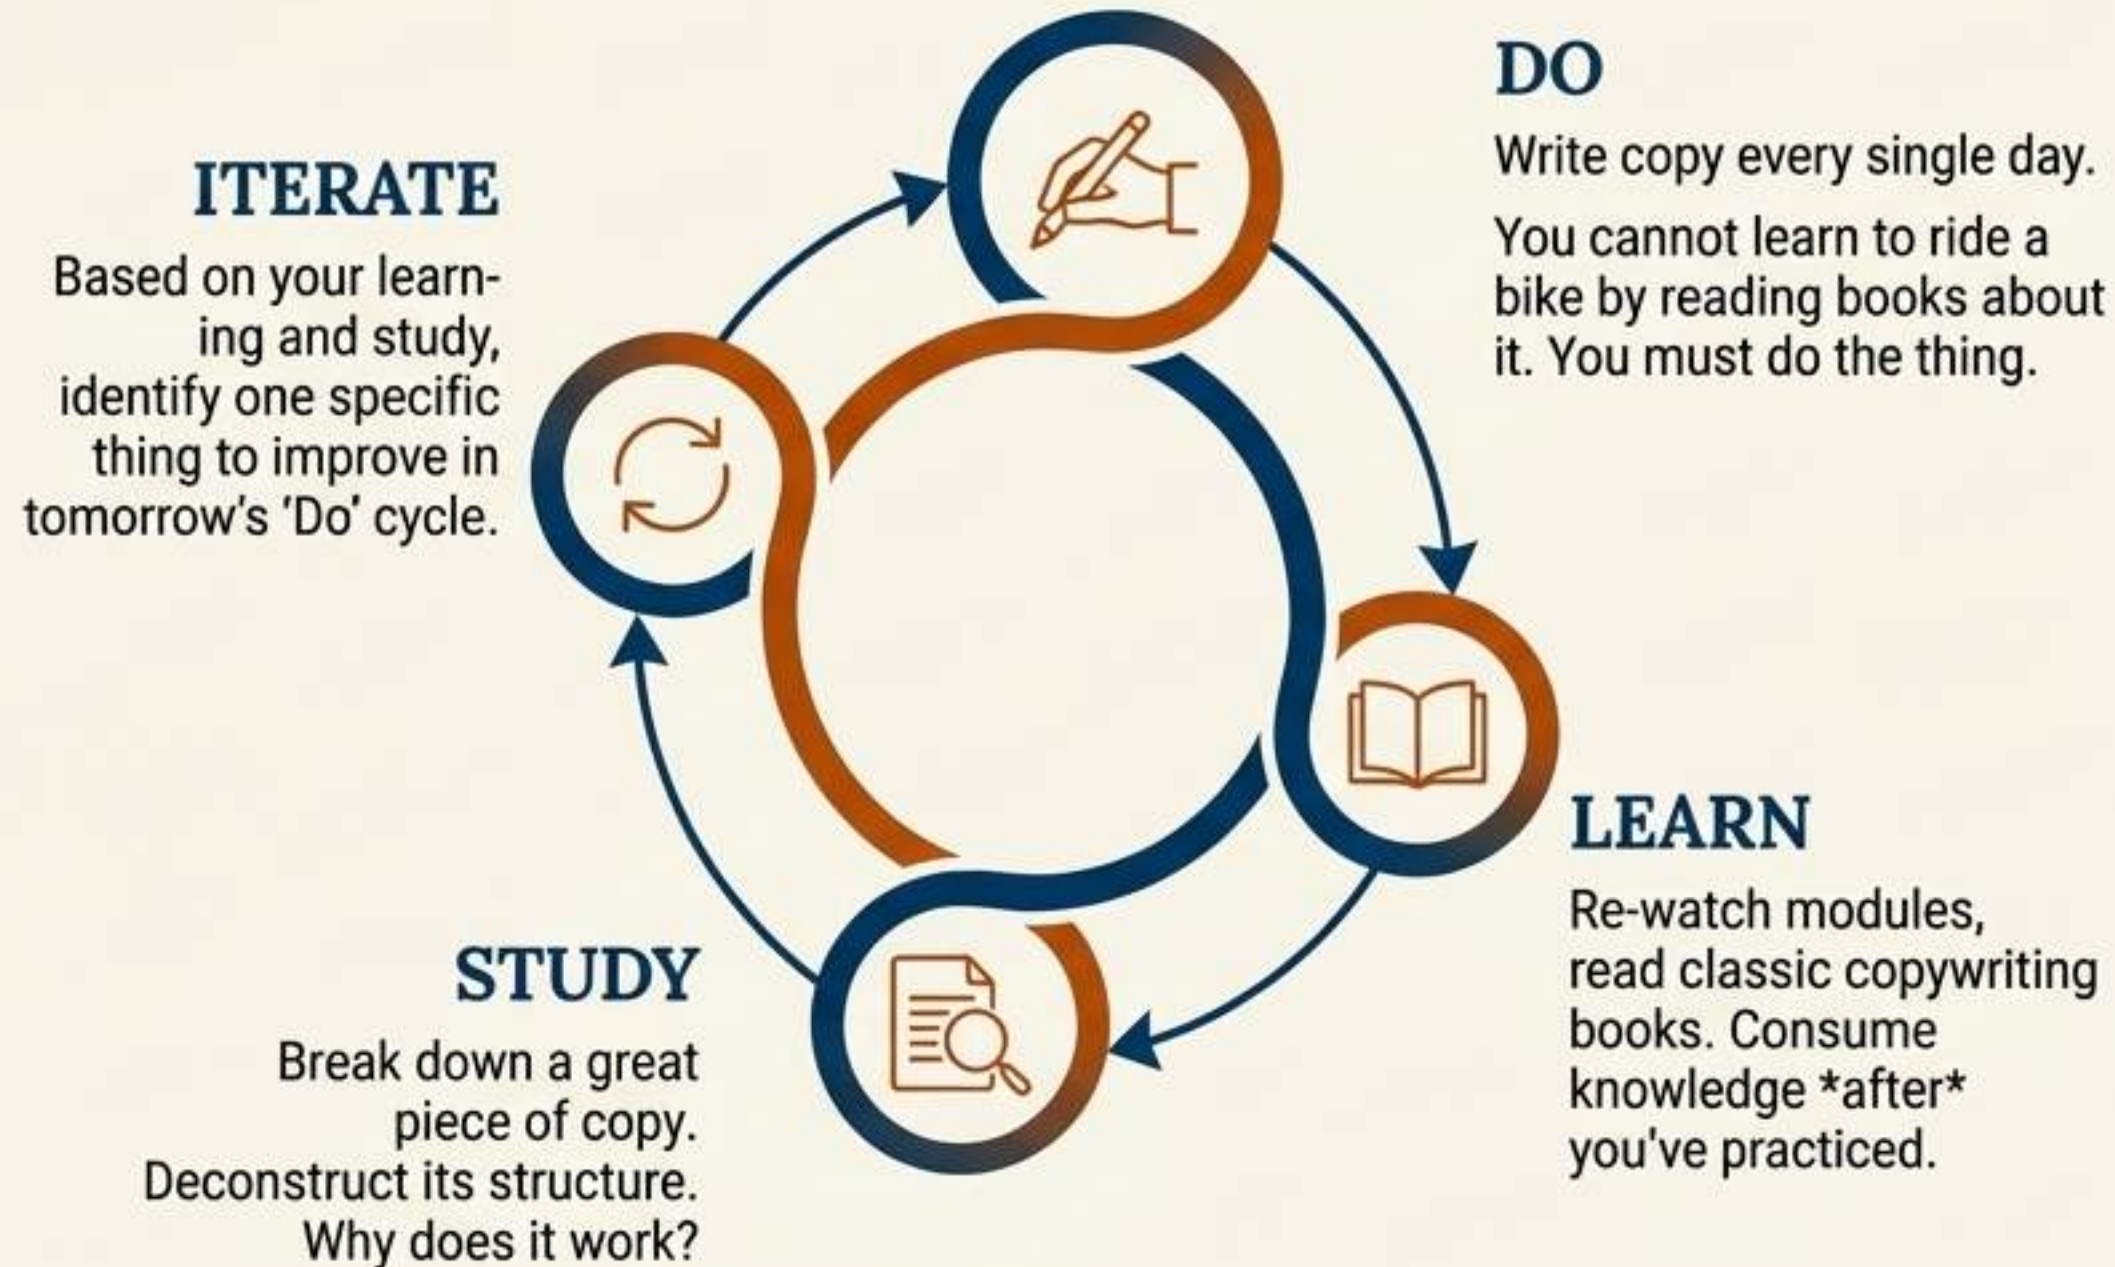 DO
Write copy every single day.
You cannot learn to ride a
bike by reading books about
it. You must do the thing.
LEARN
Re-watch modules,
read classic copywriting
books. Consume
knowledge *after*
you've practiced.
STUDY
Break down a great
piece of copy.
Deconstruct its structure.
Why does it work?
ITERATE
Based on your learn-
ing and study,
identify one specific
thing to improve in
tomorrow's 'Do' cycle.